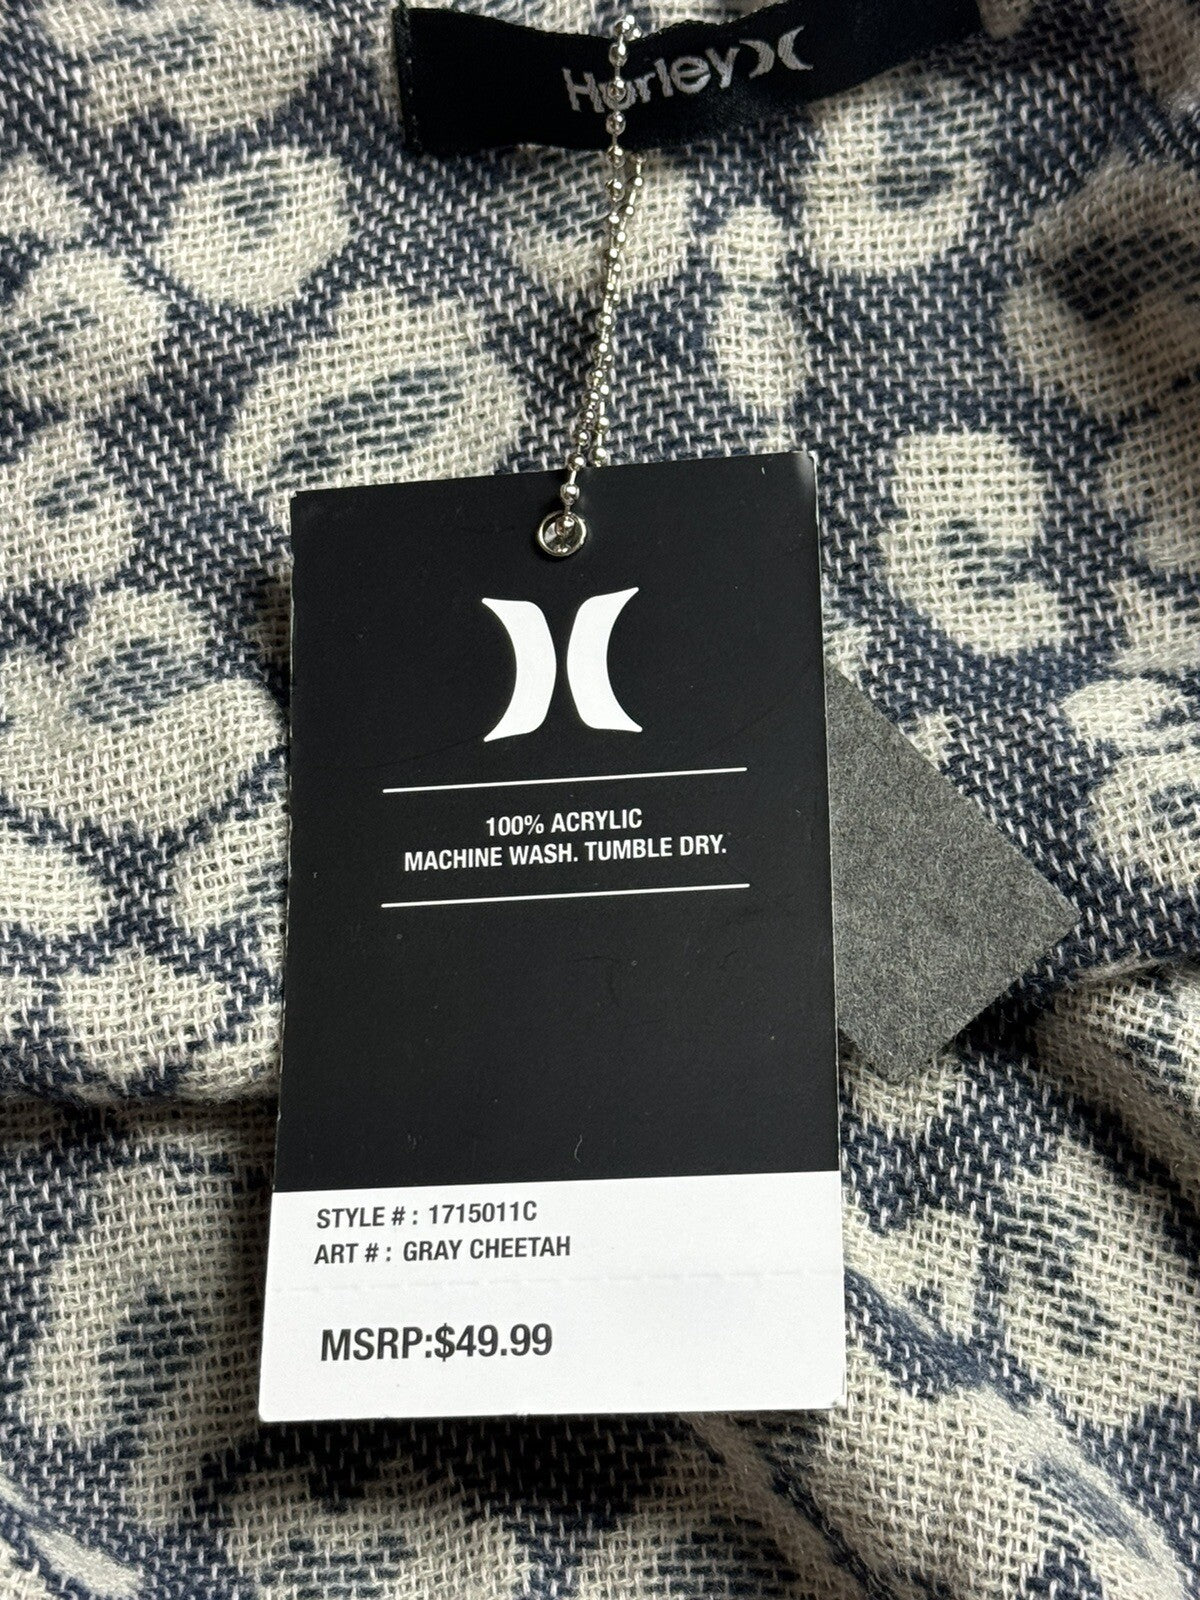 Hurley
100% ACRYLIC
MACHINE WASH. TUMBLE DRY.
STYLE # : 1715011C
ART # : GRAY CHEETAH
MSRP:$49.99